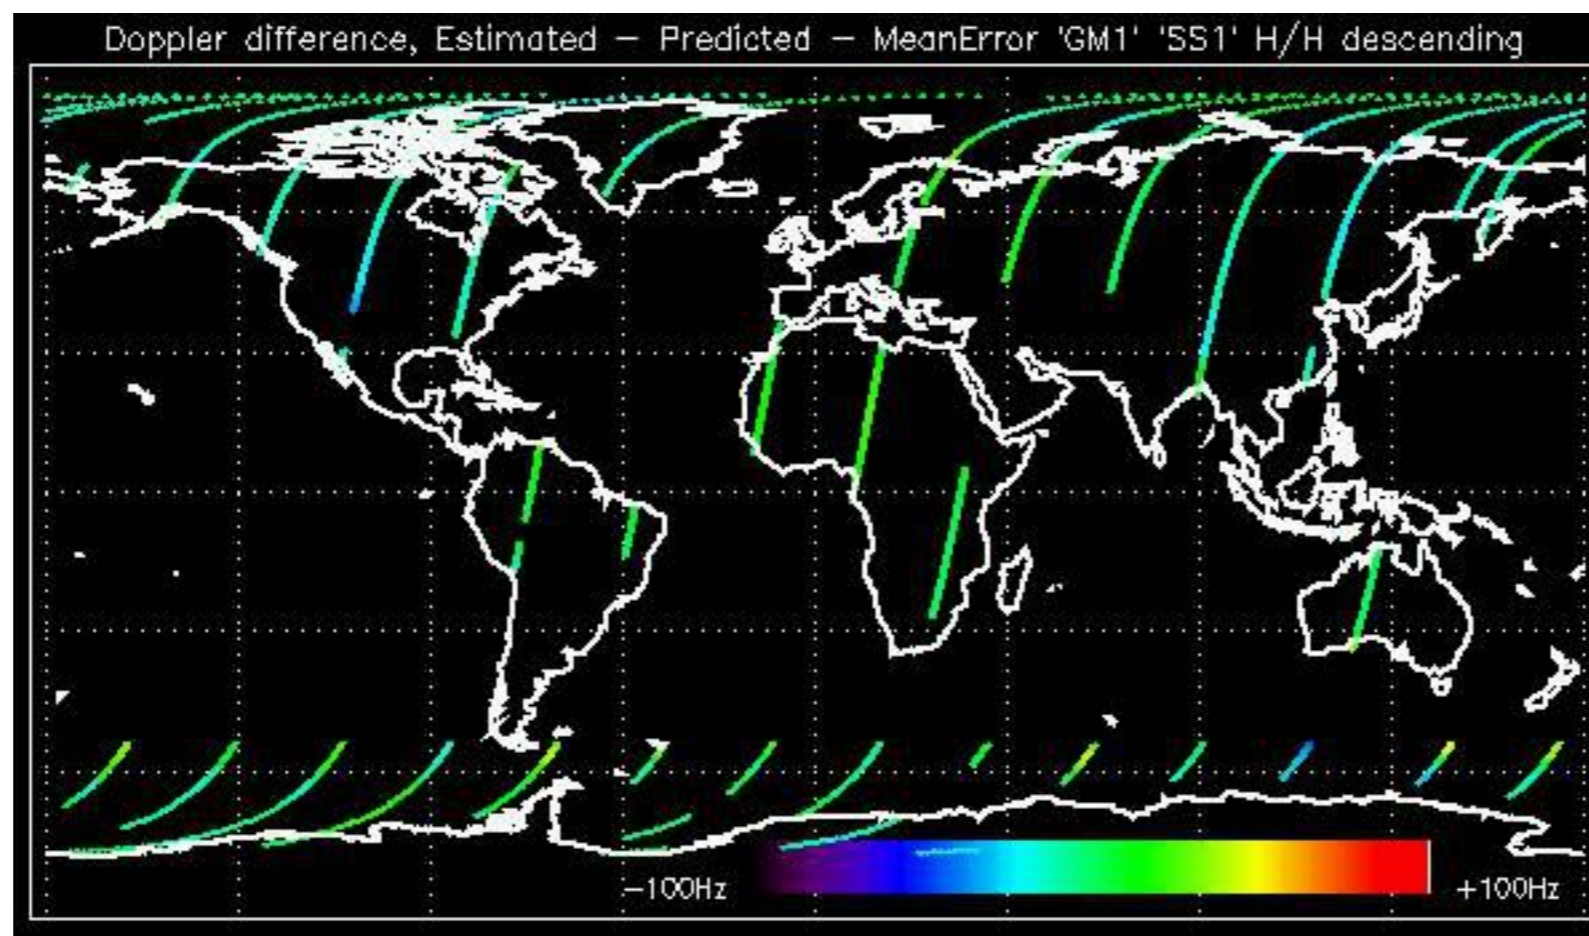 Doppler difference, Estimated – Predicted – MeanError 'GM1' 'SS1' H/H descending
–100Hz +100Hz